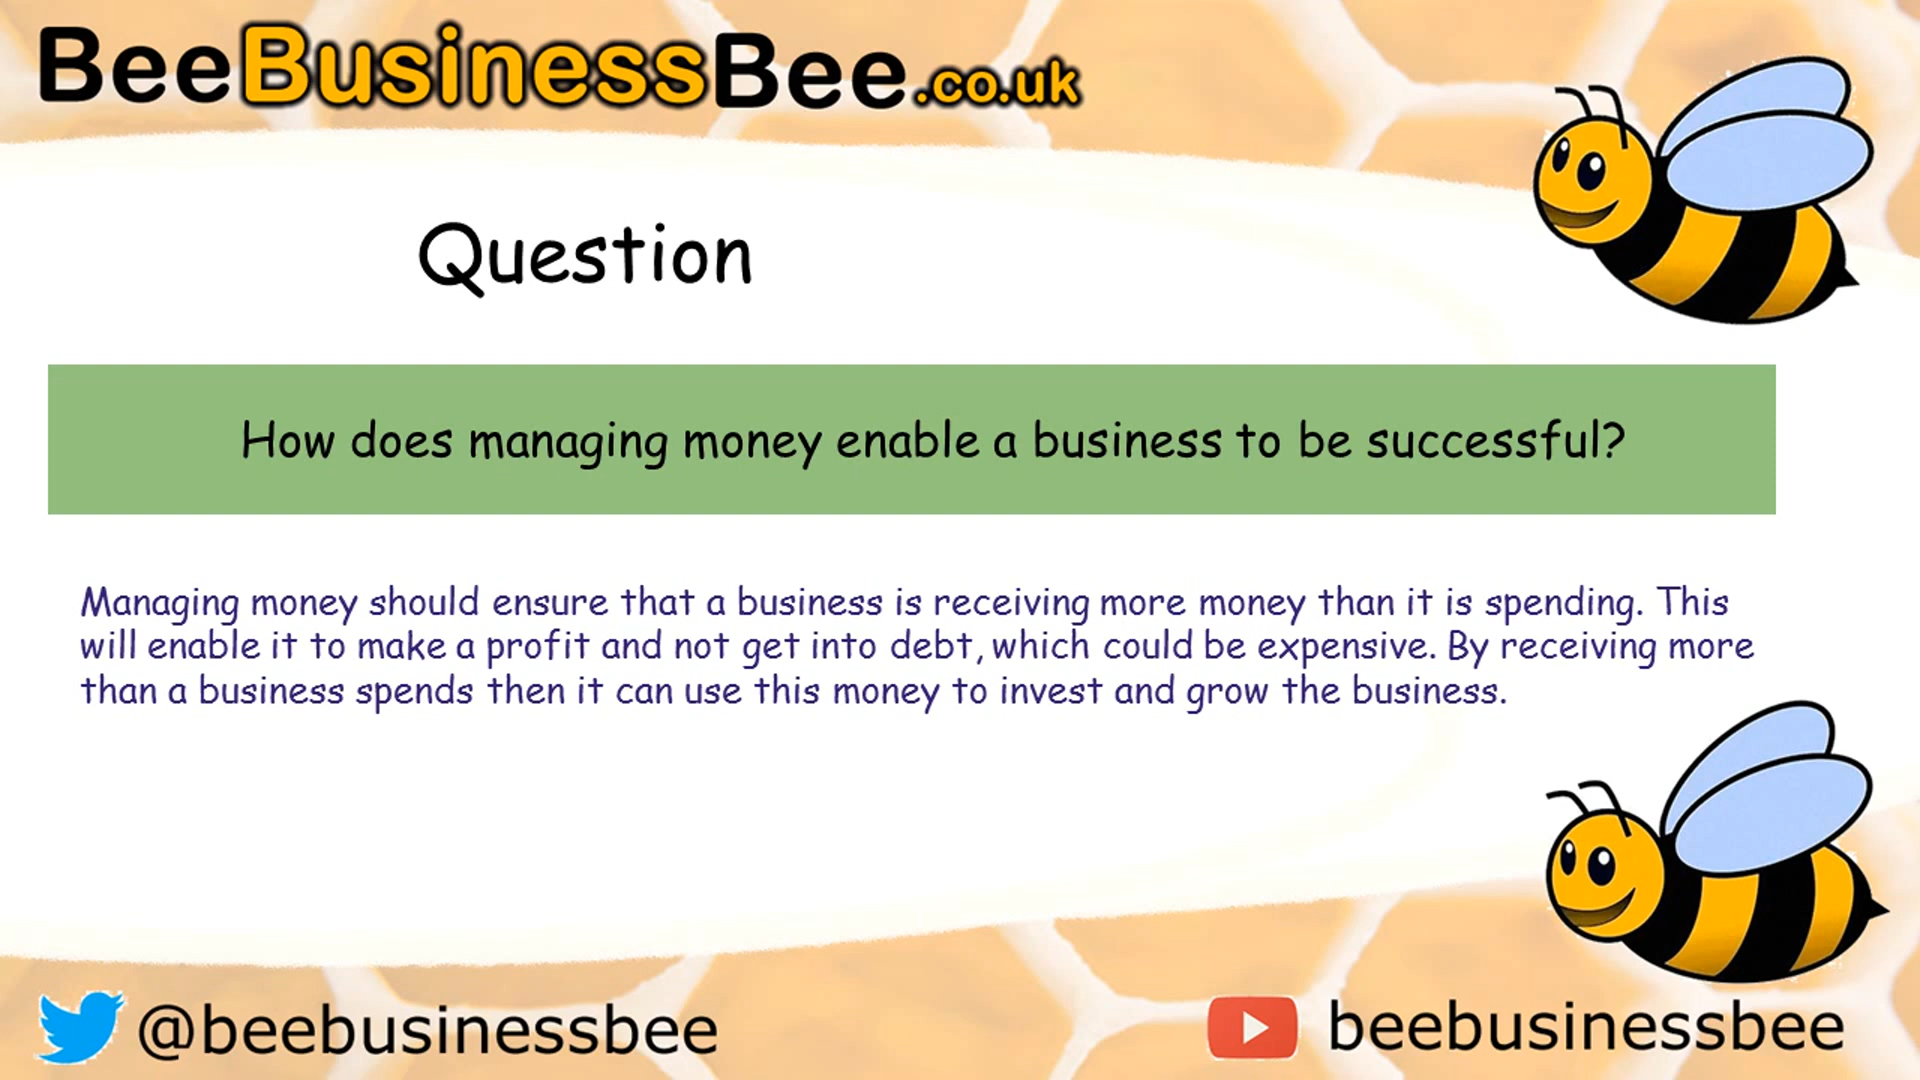 BeeBusinessBee.co.uk
Question
How does managing money enable a business to be successful?
Managing money should ensure that a business is receiving more money than it is spending. This
will enable it to make a profit and not get into debt, which could be expensive. By receiving more
than a business spends then it can use this money to invest and grow the business.
@beebusinessbee
beebusinessbee